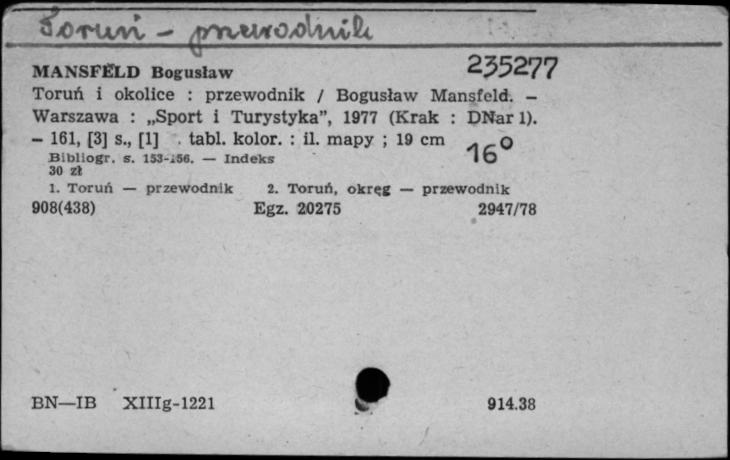 Toruń - przewodnik
MANSFELD Bogusław 235277
Toruń i okolice : przewodnik / Bogusław Mansfeld. —
Warszawa : „Sport i Turystyka”, 1977 (Krak : DNar 1).
— 161, [3] s., [1] tabl. kolor. : il. mapy ; 19 cm 16°
Bibliogr. s. 153-156. — Indeks
30 zł
1. Toruń — przewodnik 2. Toruń, okręg — przewodnik
908(438) Egz. 20275 2947/78
BN—IB XIIIg-1221 914.38